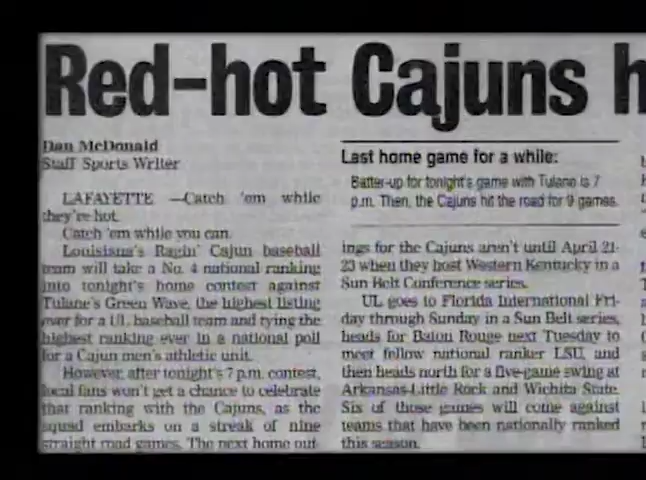 Red-hot Cajuns h
Dan McDonald
Staff Sports Writer
LAFAYETTE —Catch 'em while
they're hot.
Catch 'em while you can.
Louisiana's Ragin' Cajun baseball
team will take a No. 4 national ranking
into tonight's home contest against
Tulane's Green Wave, the highest listing
ever for a UL baseball team and tying the
highest ranking ever in a national poll
for a Cajun men's athletic unit.
However, after tonight's 7 p.m. contest,
local fans won't get a chance to celebrate
that ranking with the Cajuns, as the
squad embarks on a streak of nine
straight road games. The next home out-
Last home game for a while:
Batter-up for tonight's game with Tulane is 7
p.m. Then, the Cajuns hit the road for 9 games.
ings for the Cajuns aren't until April 21-
23 when they host Western Kentucky in a
Sun Belt Conference series.
UL goes to Florida International Fri-
day through Sunday in a Sun Belt series,
heads for Baton Rouge next Tuesday to
meet fellow national ranker LSU, and
then heads north for a five-game swing at
Arkansas-Little Rock and Wichita State.
Six of those games will come against
teams that have been nationally ranked
this season.